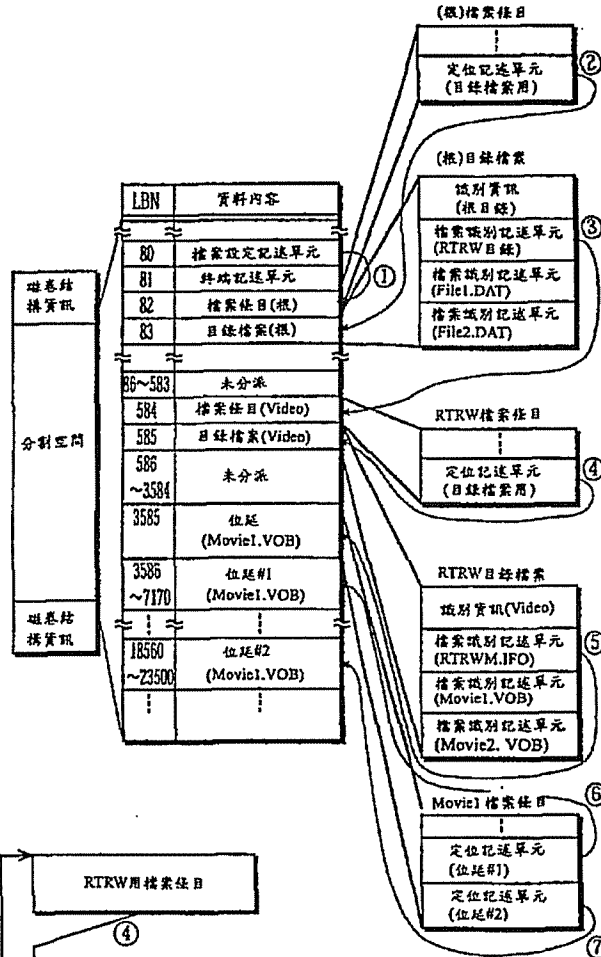 磁卷結
構資訊
分割空間
磁卷結
構資訊
LBN 資料內容
80 檔案設定記述單元
81 終端記述單元
82 檔案條目(根)
83 目錄檔案(根)
86~583 未分派
584 檔案條目(Video)
585 目錄檔案(Video)
586
~3584
未分派
3585 位延
(Movie1.VOB)
3586
~7170
位延#1
(Movie1.VOB)
18560
~23500
位延#2
(Movie1.VOB)
①
(根)檔案條目
定位記述單元
(目錄檔案用)
②
(根)目錄檔案
識別資訊
(根目錄)
檔案識別記述單元
(RTRW目錄)
檔案識別記述單元
(File1.DAT)
檔案識別記述單元
(File2.DAT)
③
RTRW檔案條目
定位記述單元
(目錄檔案用)
④
RTRW目錄檔案
識別資訊(Video)
檔案識別記述單元
(RTRWM.IFO)
檔案識別記述單元
(Movie1.VOB)
檔案識別記述單元
(Movie2. VOB)
⑤
⑥
Movie1 檔案條目
定位記述單元
(位延#1)
定位記述單元
(位延#2)
⑦
RTRW用檔案條目
④